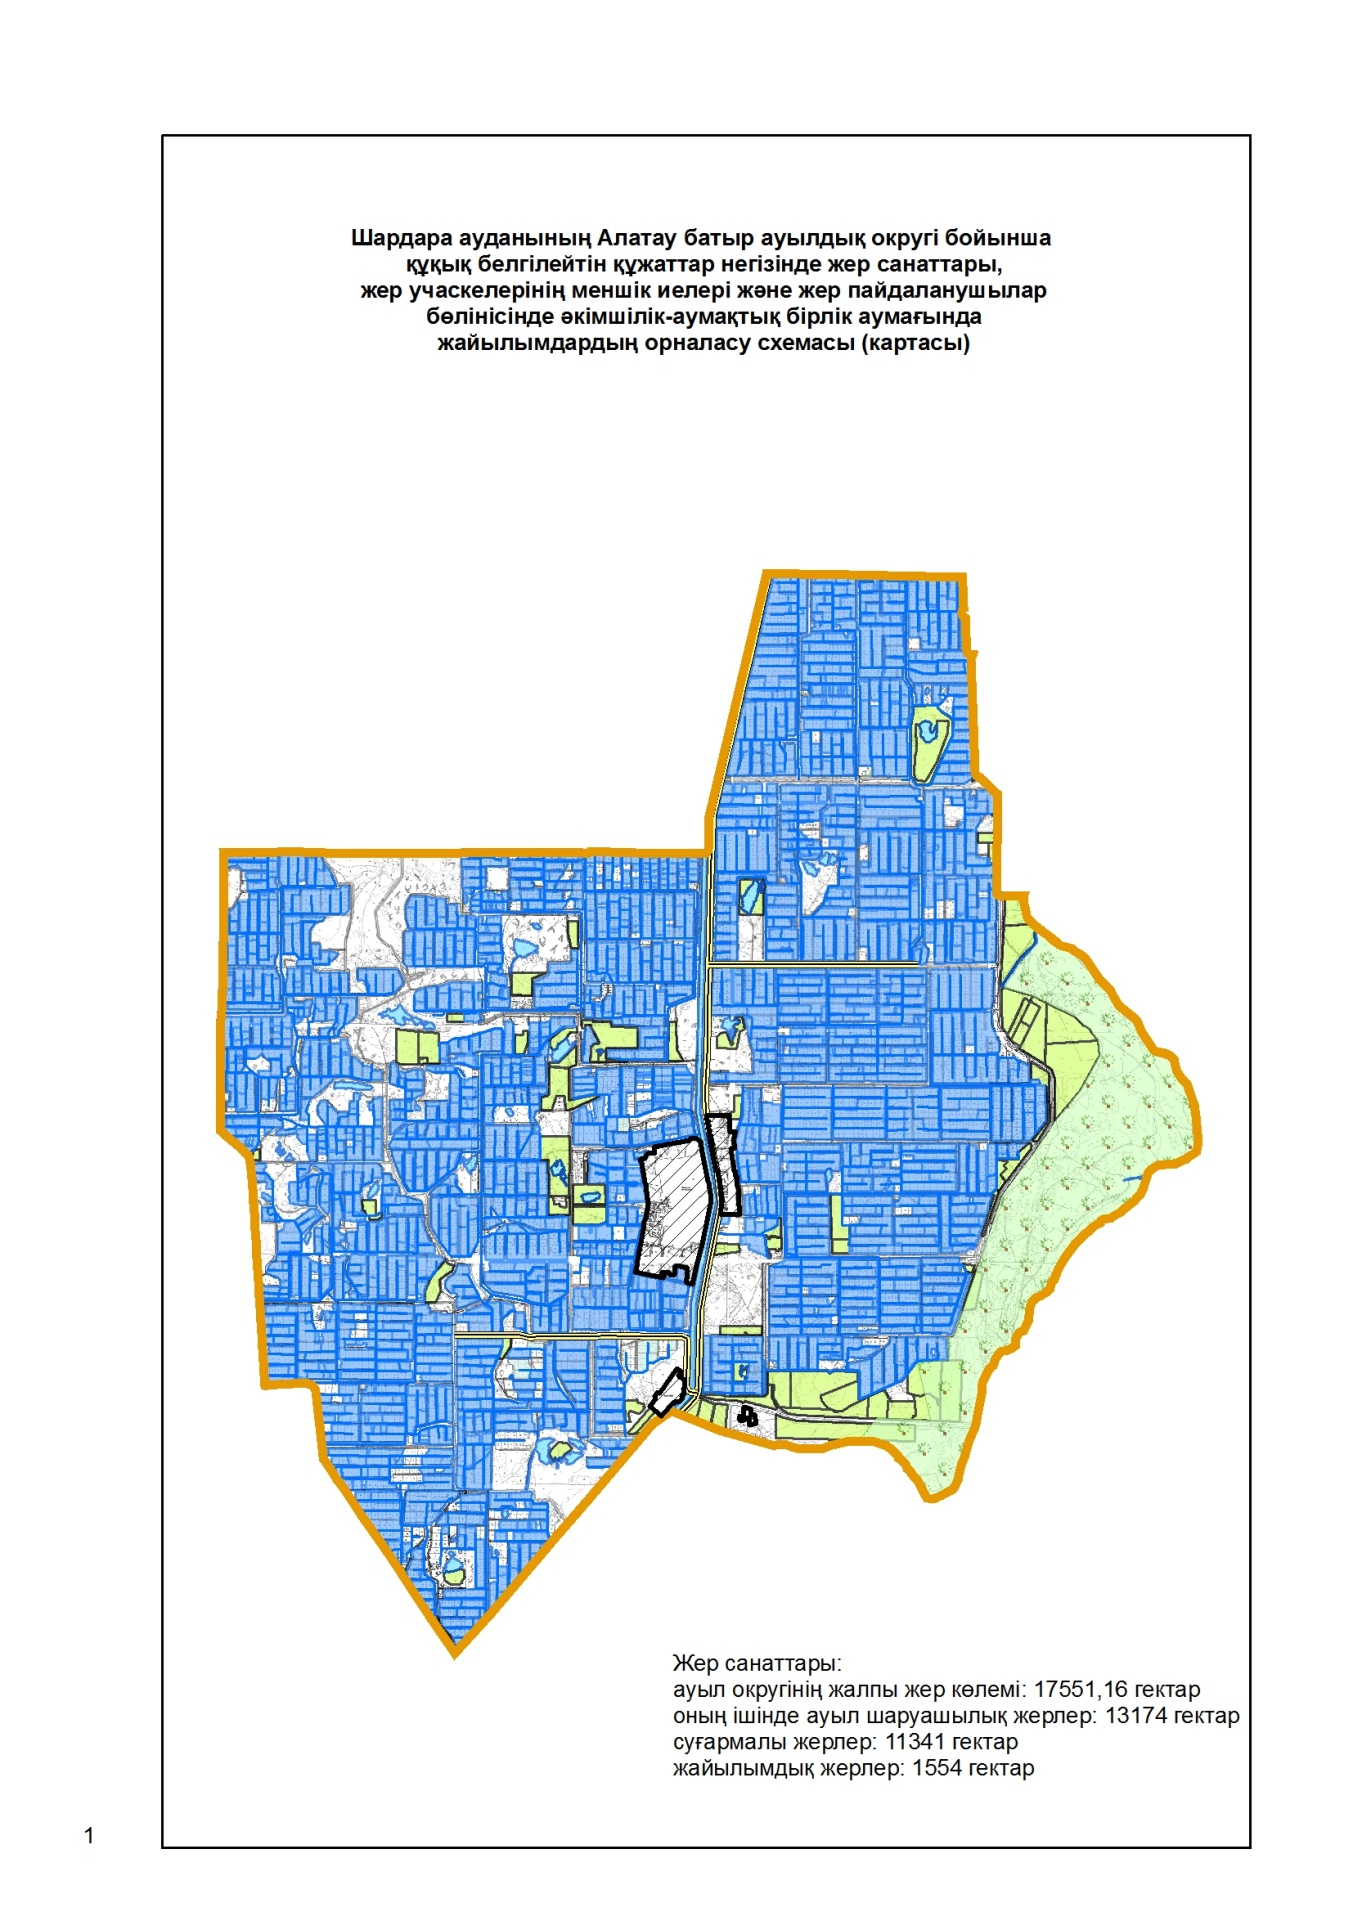 Шардара ауданының Алатау батыр ауылдық округі бойынша
құқық белгілейтін құжаттар негізінде жер санаттары,
жер учаскелерінің меншік иелері және жер пайдаланушылар
бөлінісінде әкімшілік-аумақтық бірлік аумағында
жайылымдардың орналасу схемасы (картасы)
Жер санаттары:
ауыл округінің жалпы жер көлемі: 17551,16 гектар
оның ішінде ауыл шаруашылық жерлер: 13174 гектар
суғармалы жерлер: 11341 гектар
жайылымдық жерлер: 1554 гектар
1